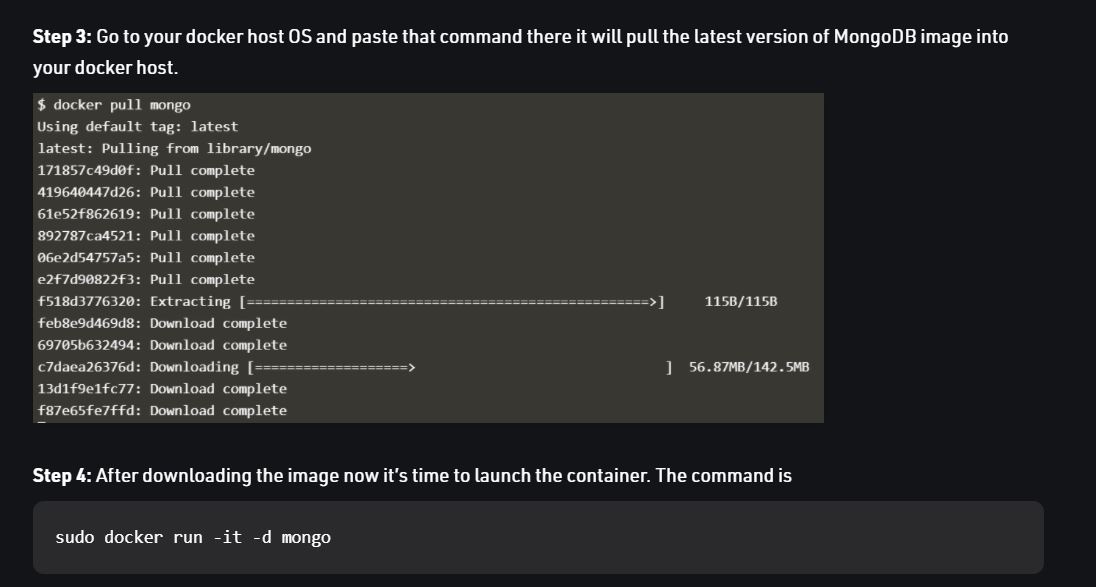 Step 3: Go to your docker host OS and paste that command there it will pull the latest version of MongoDB image into
your docker host.
$ docker pull mongo
Using default tag: latest
latest: Pulling from library/mongo
171857c49d0f: Pull complete
419640447d26: Pull complete
61e52f862619: Pull complete
892787ca4521: Pull complete
06e2d54757a5: Pull complete
e2f7d90822f3: Pull complete
f518d3776320: Extracting [==================================================>] 115B/115B
feb8e9d469d8: Download complete
69705b632494: Download complete
c7daea26376d: Downloading [===================> ] 56.87MB/142.5MB
13d1f9e1fc77: Download complete
f87e65fe7ffd: Download complete
Step 4: After downloading the image now it's time to launch the container. The command is
sudo docker run -it -d mongo